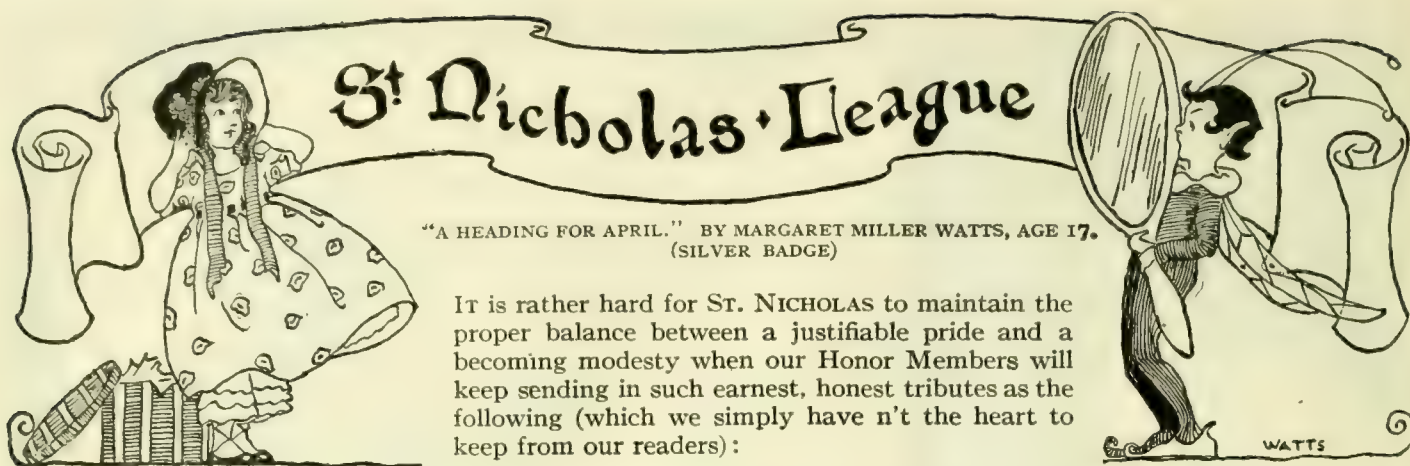 St. Nicholas · League
"A HEADING FOR APRIL." BY MARGARET MILLER WATTS, AGE 17.
(SILVER BADGE)
IT is rather hard for ST. NICHOLAS to maintain the
proper balance between a justifiable pride and a
becoming modesty when our Honor Members will
keep sending in such earnest, honest tributes as the
following (which we simply have n't the heart to
keep from our readers):
WATTS